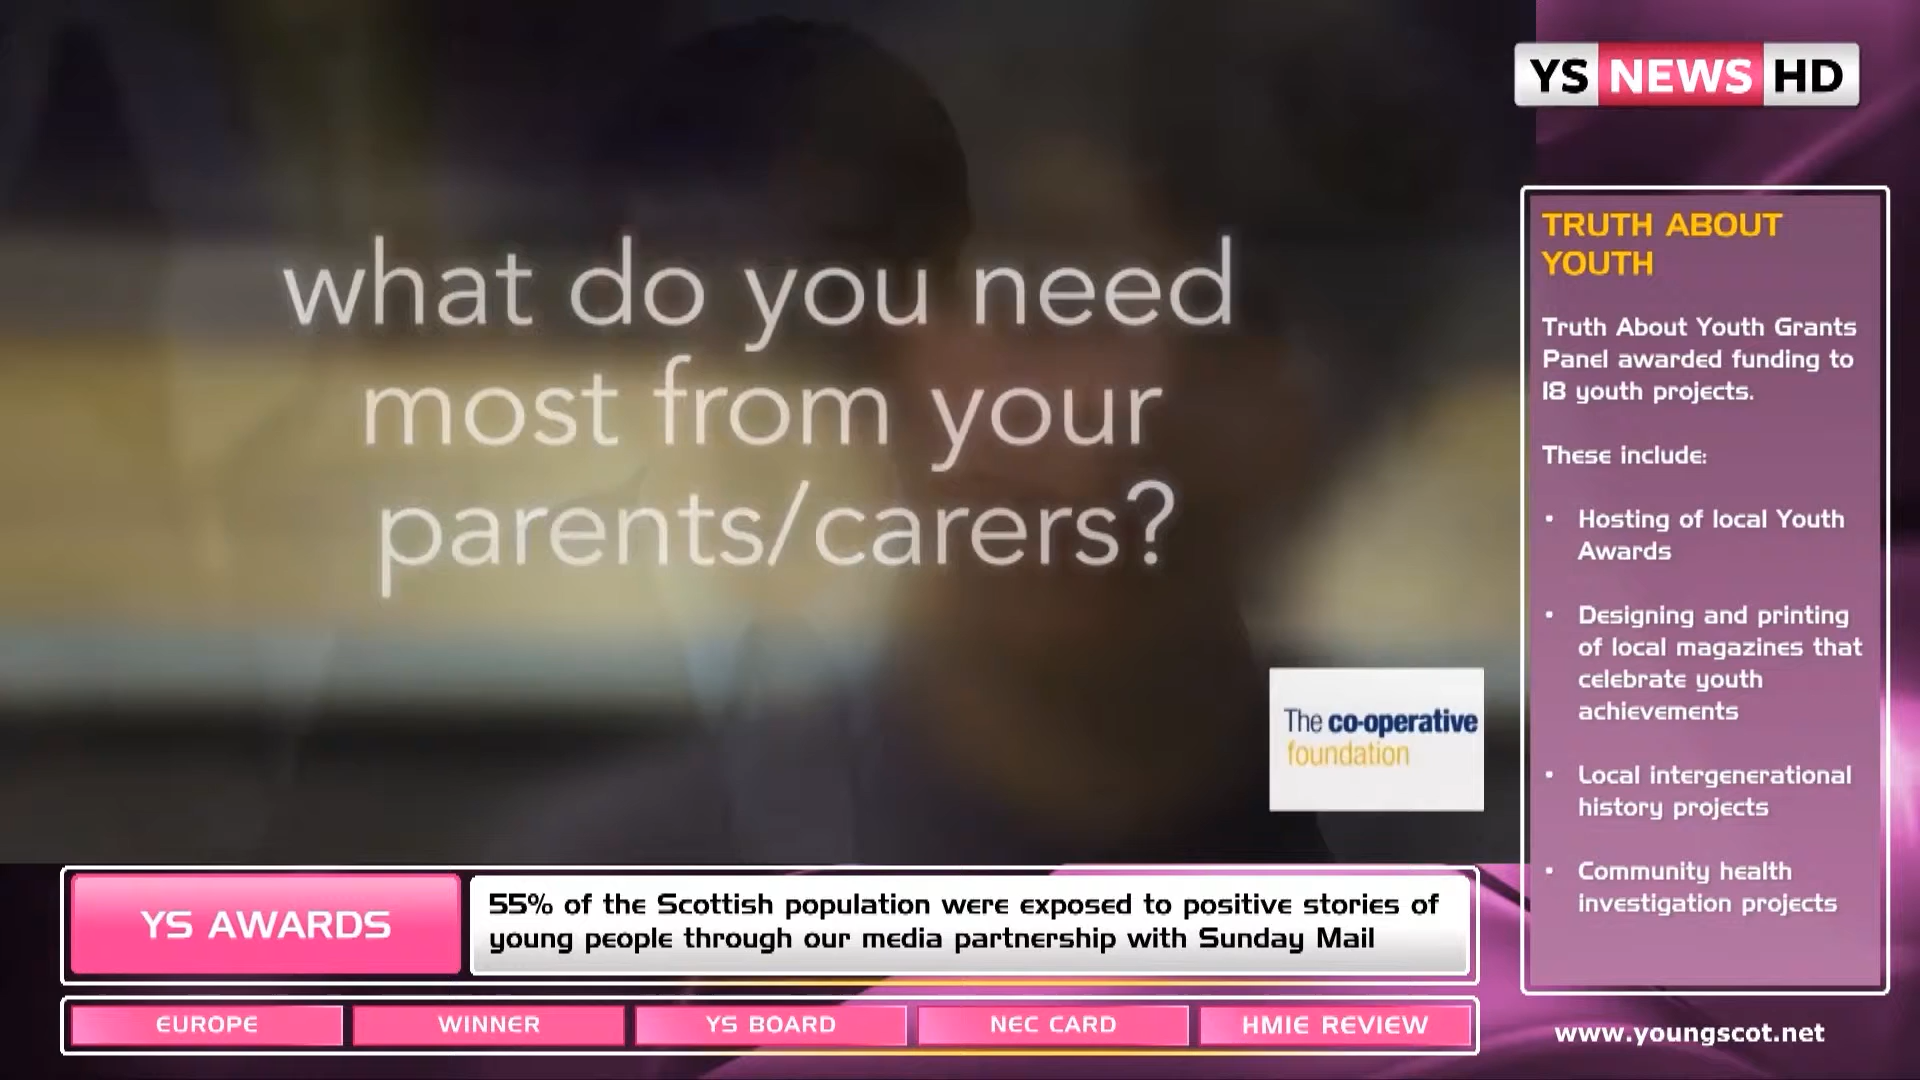 what do you need
most from your
parents/carers?
The co-operative
foundation
YS NEWS HD
TRUTH ABOUT
YOUTH
Truth About Youth Grants
Panel awarded funding to
18 youth projects.
These include:
• Hosting of local Youth
Awards
• Designing and printing
of local magazines that
celebrate youth
achievements
• Local intergenerational
history projects
• Community health
investigation projects
YS AWARDS
55% of the Scottish population were exposed to positive stories of
young people through our media partnership with Sunday Mail
EUROPE
WINNER
YS BOARD
NEC CARD
HMIE REVIEW
www.youngscot.net